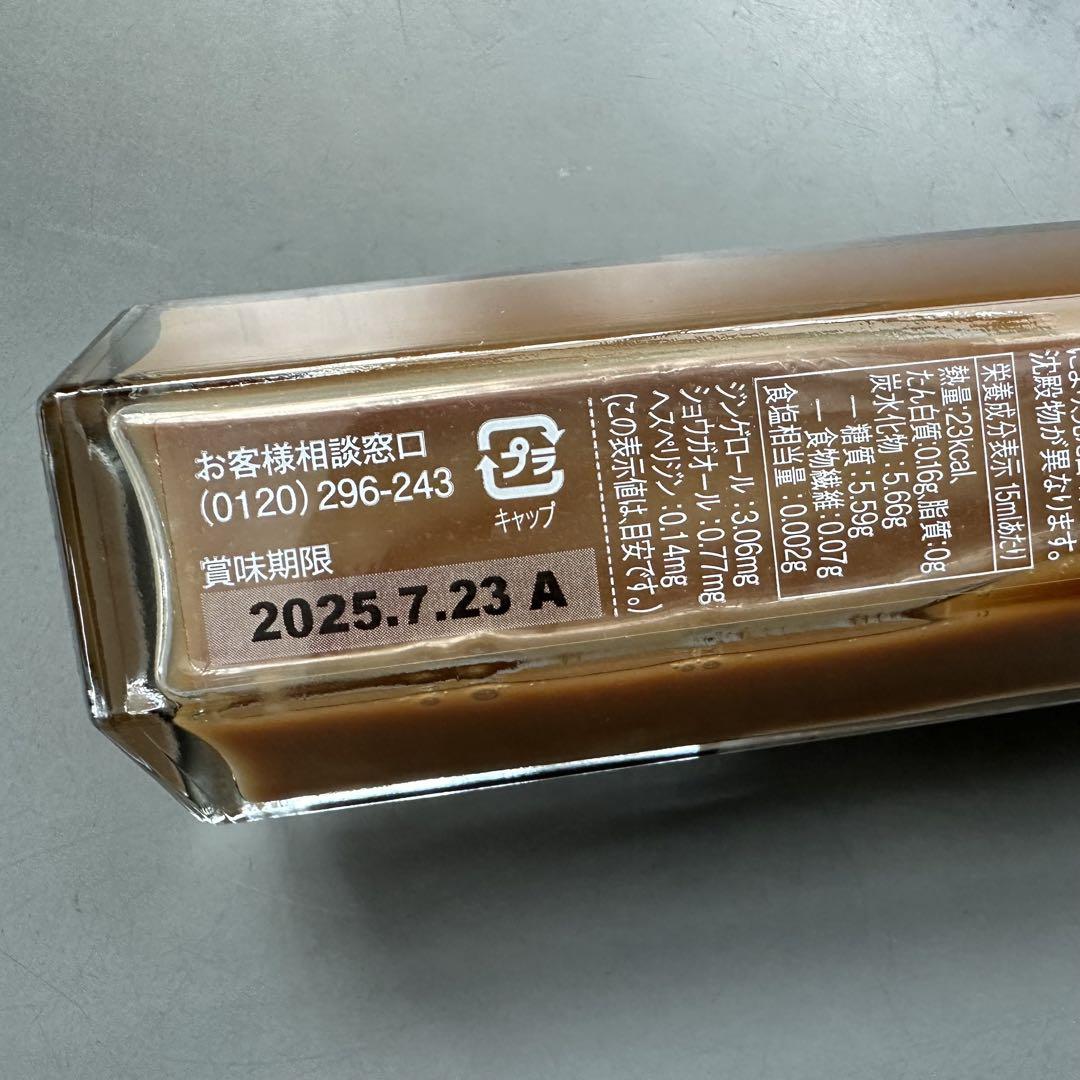 沈殿物が異なります。
栄養成分表示 15mlあたり
熱量:23kcal、
たん白質:0.16g、脂質:0g
炭水化物:5.66g
ー 糖質:5.59g
ー 食物繊維:0.07g
食塩相当量:0.002g
ジンゲロール:3.06mg
ショウガオール:0.77mg
ヘスペリジン:0.14mg
(この表示値は、目安です。)
プラ
キャップ
お客様相談窓口
(0120)296-243
賞味期限
2025.7.23 A